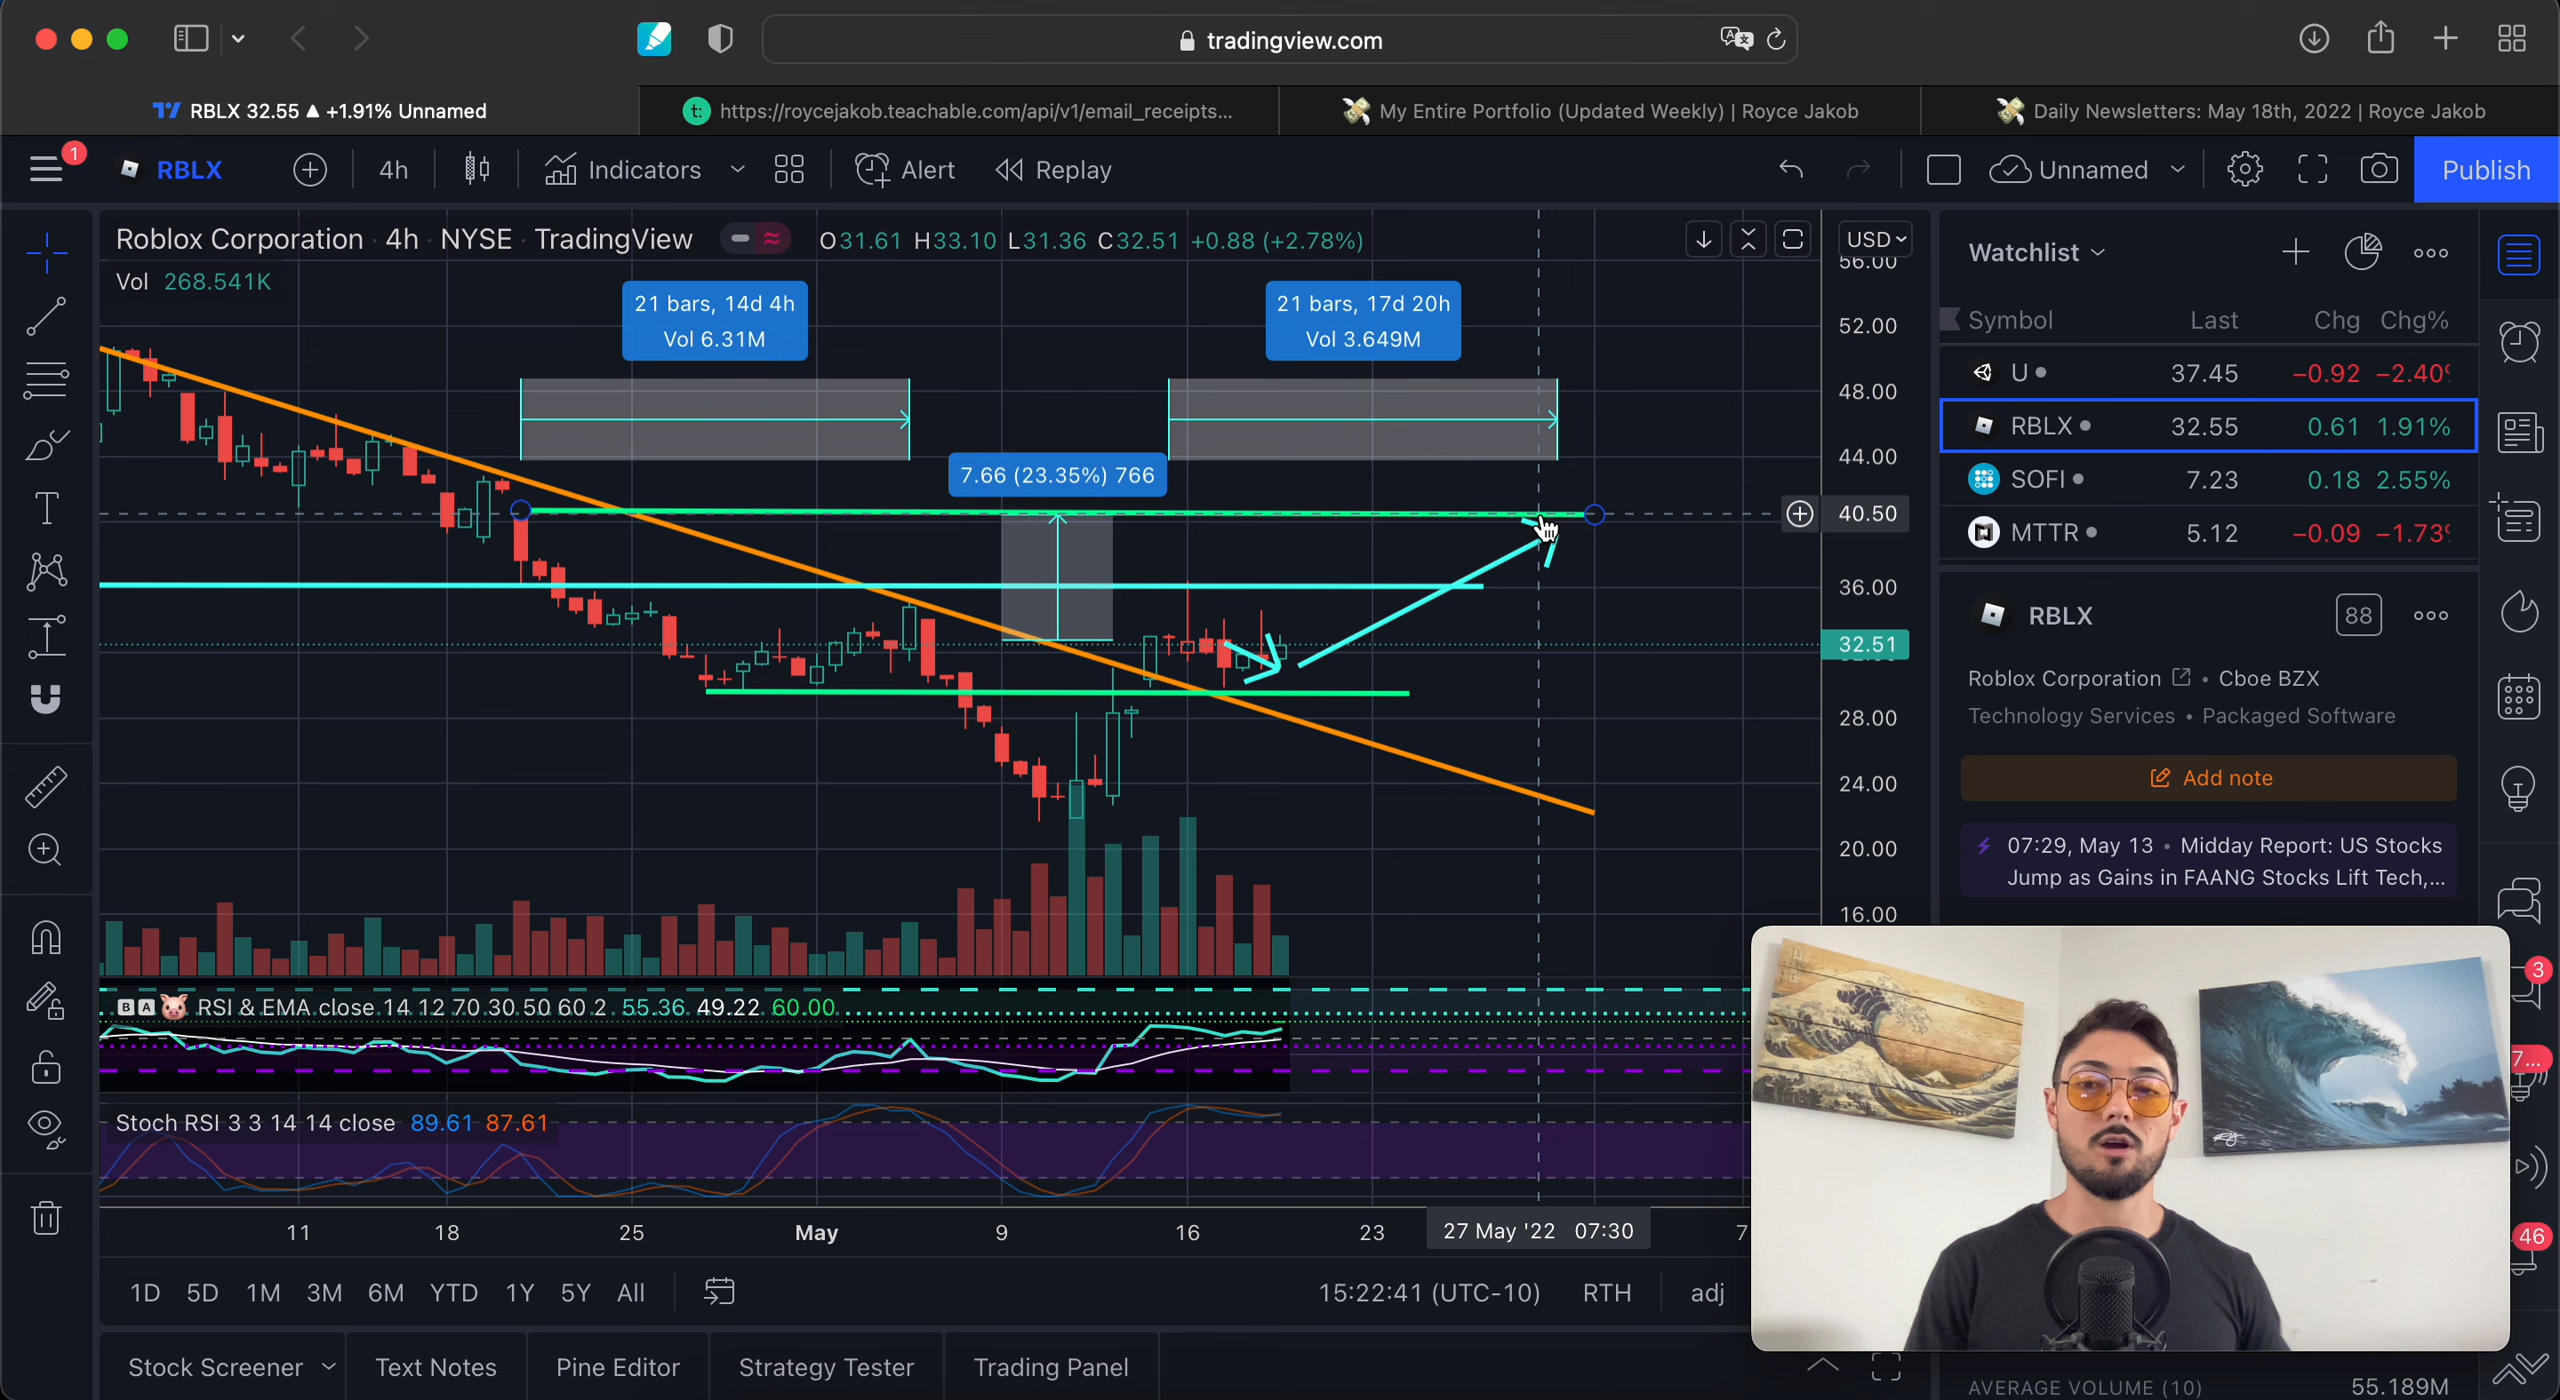 tradingview.com
RBLX 32.55 ▲ +1.91% Unnamed
t: https://roycejakob.teachable.com/api/v1/email_receipts...
My Entire Portfolio (Updated Weekly) | Royce Jakob
Daily Newsletters: May 18th, 2022 | Royce Jakob
1
RBLX
4h
Indicators
Alert
Replay
Unnamed
Publish
Roblox Corporation · 4h · NYSE · TradingView
O31.61 H33.10 L31.36 C32.51 +0.88 (+2.78%)
Vol 268.541K
USD
21 bars, 14d 4h
Vol 6.31M
21 bars, 17d 20h
Vol 3.649M
7.66 (23.35%) 766
56.00
52.00
48.00
44.00
40.50
36.00
32.51
28.00
24.00
20.00
16.00
B A RSI & EMA close 14 12 70 30 50 60 2 55.36 49.22 60.00
Stoch RSI 3 3 14 14 close 89.61 87.61
11 18 25 May 9 16 23 27 May '22 07:30 7
1D 5D 1M 3M 6M YTD 1Y 5Y All
15:22:41 (UTC-10) RTH adj
Stock Screener Text Notes Pine Editor Strategy Tester Trading Panel
Watchlist
Symbol Last Chg Chg%
U 37.45 −0.92 −2.40
RBLX 32.55 0.61 1.91%
SOFI 7.23 0.18 2.55%
MTTR 5.12 −0.09 −1.73
RBLX
88
Roblox Corporation • Cboe BZX
Technology Services • Packaged Software
Add note
07:29, May 13 • Midday Report: US Stocks
Jump as Gains in FAANG Stocks Lift Tech,...
3
7...
46
AVERAGE VOLUME (10) 55.189M